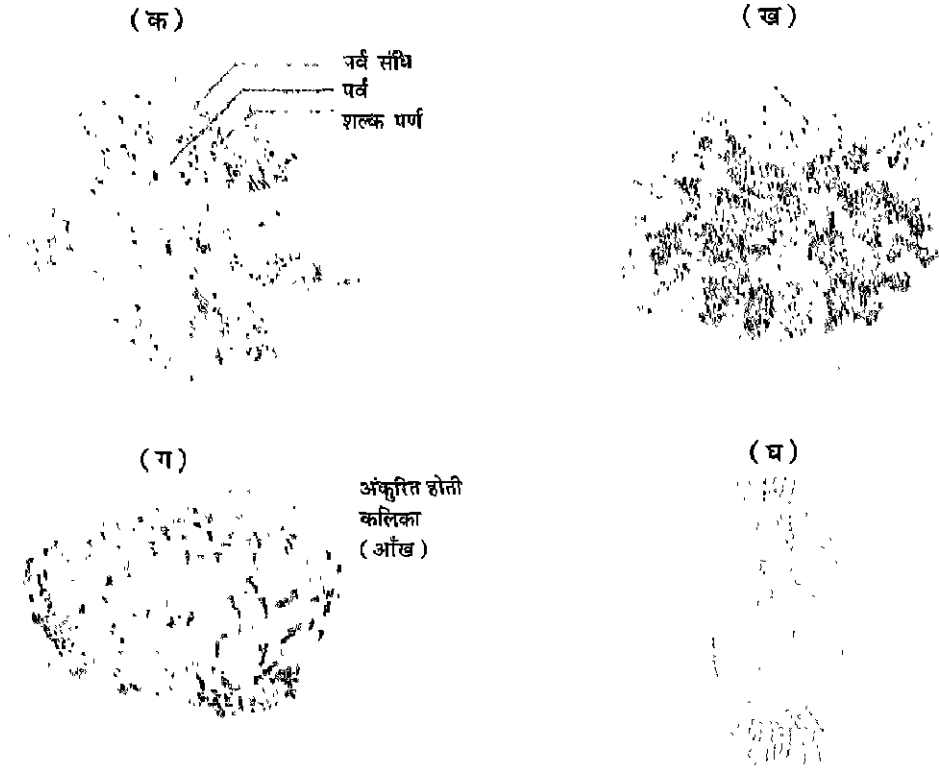 (क)
(ख)
पर्व संधि
पर्व
शल्क पर्ण
(ग)
(घ)
अंकुरित होती
कलिका
(आँख)